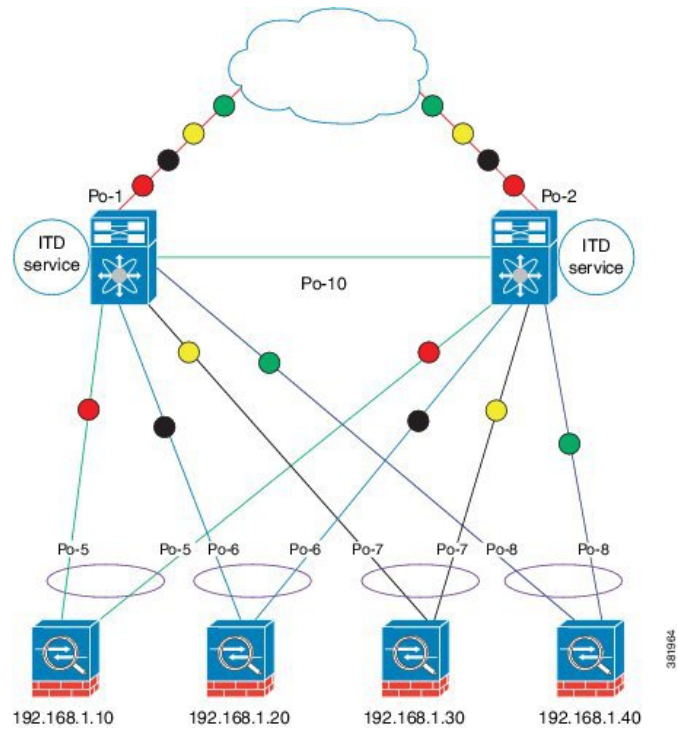 Po-1
Po-2
ITD
service
ITD
service
Po-10
Po-5
Po-5
Po-6
Po-6
Po-7
Po-7
Po-8
Po-8
381964
192.168.1.10
192.168.1.20
192.168.1.30
192.168.1.40